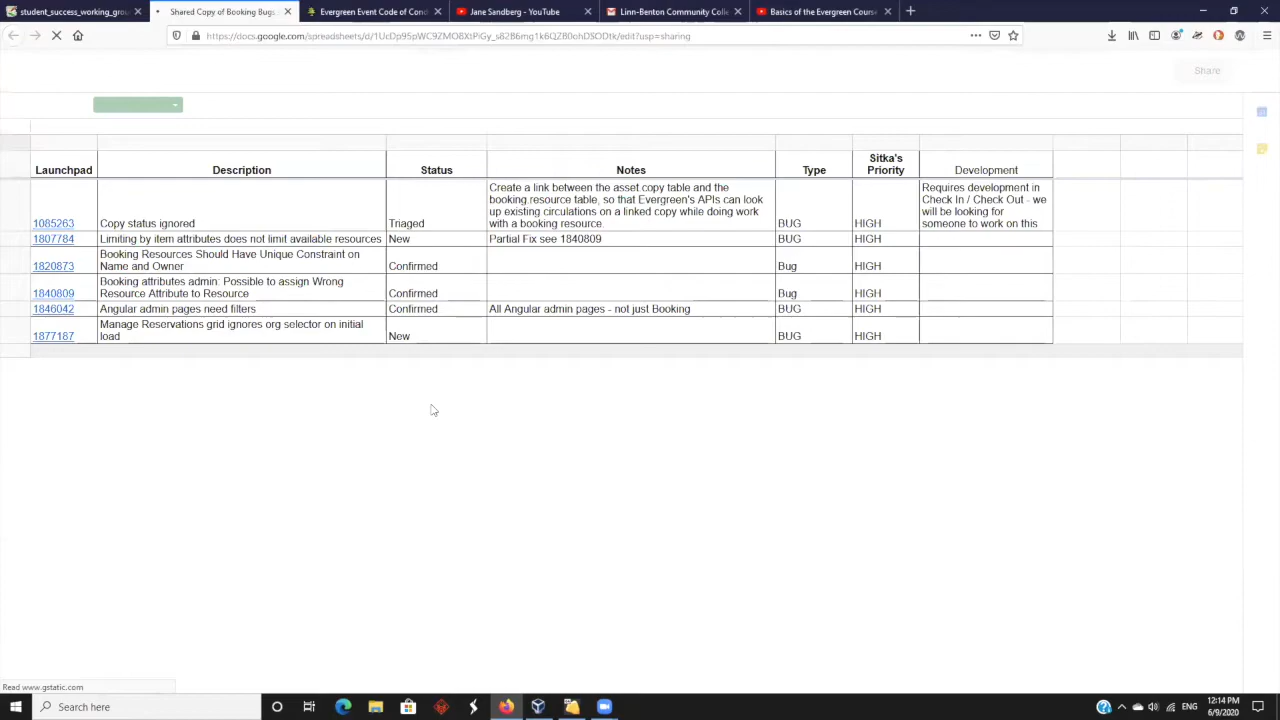 student_success_working_grou
Shared Copy of Booking Bugs
Evergreen Event Code of Cond
Jane Sandberg - YouTube
Linn-Benton Community Colle
Basics of the Evergreen Course
https://docs.google.com/spreadsheets/d/1UcDp95pWC9ZMO8XtPiGy_s82B6mg1k6QZB0ohDSODtk/edit?usp=sharing
Share
Launchpad Description Status Notes Type Sitka's Priority Development
1085263 Copy status ignored Triaged
Create a link between the asset.copy table and the
booking.resource table, so that Evergreen's APIs can look
up existing circulations on a linked copy while doing work
with a booking resource.
BUG HIGH
Requires development in
Check In / Check Out - we
will be looking for
someone to work on this
1807784 Limiting by item attributes does not limit available resources New Partial Fix see 1840809 BUG HIGH
Booking Resources Should Have Unique Constraint on
1820873 Name and Owner Confirmed Bug HIGH
Booking attributes admin: Possible to assign Wrong
1840809 Resource Attribute to Resource Confirmed Bug HIGH
1846042 Angular admin pages need filters Confirmed All Angular admin pages - not just Booking BUG HIGH
Manage Reservations grid ignores org selector on initial
1877187 load New BUG HIGH
Read www.gstatic.com
Search here
ENG
12:14 PM
6/9/2020